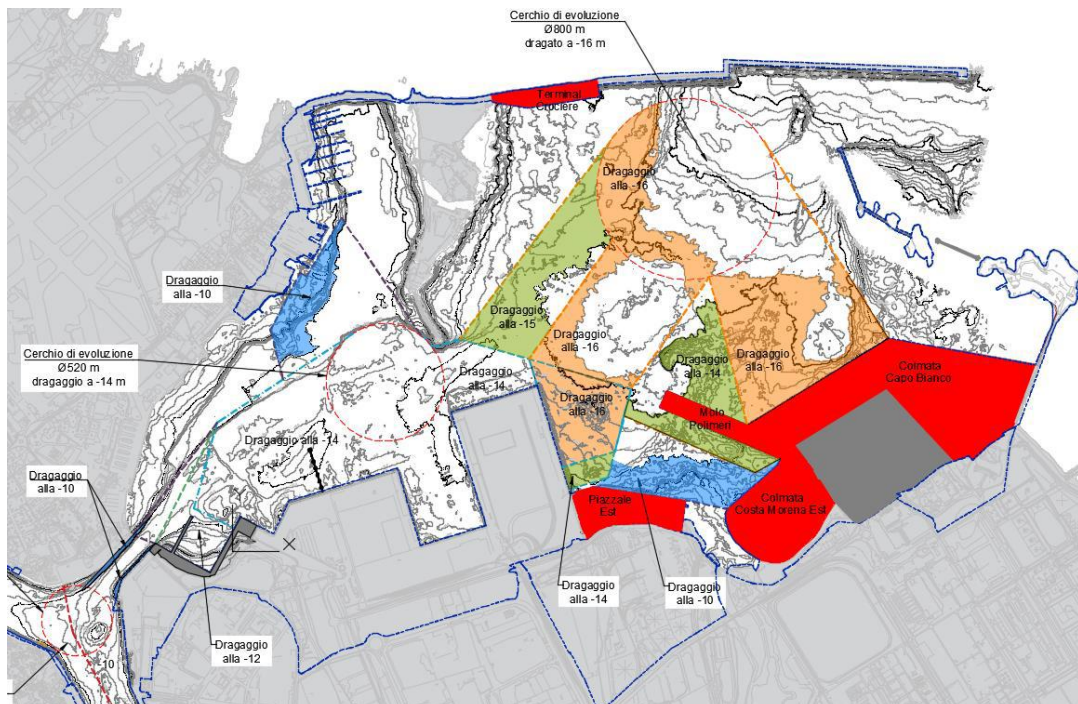 Cerchio di evoluzione
Ø800 m
dragato a -16 m
Terminal
Crociere
Dragaggio
alla -16
Dragaggio
alla -10
Dragaggio
alla -15
Dragaggio
alla -16
Cerchio di evoluzione
Ø520 m
dragaggio a -14 m
Dragaggio
alla -14
Dragaggio
alla -14
Dragaggio
alla -16
Colmata
Capo Bianco
Dragaggio
alla -16
Molo
Polimeri
Dragaggio alla -14
Dragaggio
alla -10
Piazzale
Est
Colmata
Costa Morena Est
Dragaggio
alla -14
Dragaggio
alla -10
Dragaggio
alla -12
-10